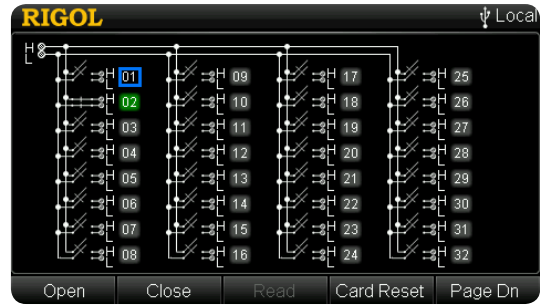 RIGOL Local
H
L
H 01 H 09 H 17 H 25
L L L L
H 02 H 10 H 18 H 26
L L L L
H 03 H 11 H 19 H 27
L L L L
H 04 H 12 H 20 H 28
L L L L
H 05 H 13 H 21 H 29
L L L L
H 06 H 14 H 22 H 30
L L L L
H 07 H 15 H 23 H 31
L L L L
H 08 H 16 H 24 H 32
L L L L
Open Close Read Card Reset Page Dn